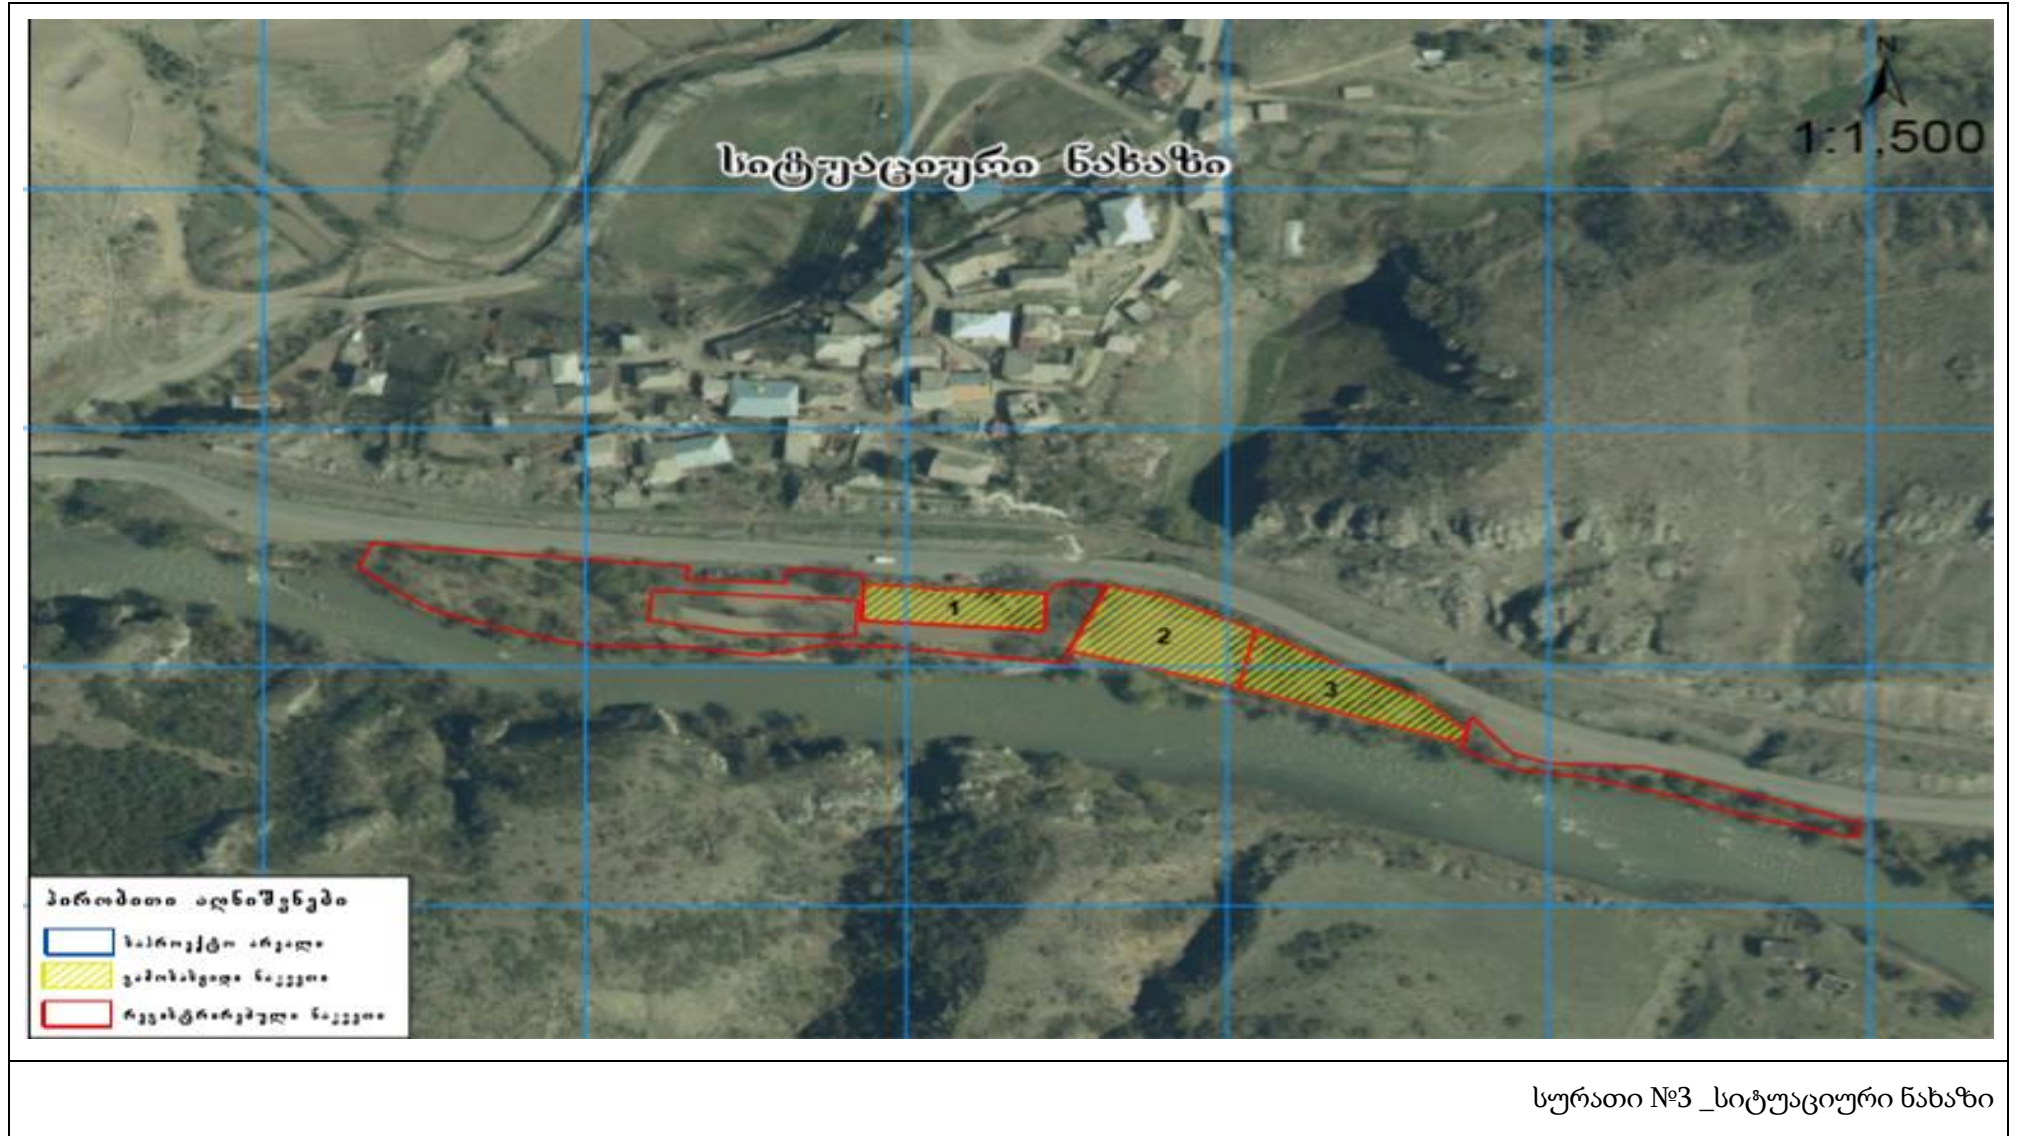 N
1:1,500
სიტუაციური ნახაზი
1
2
3
პირობითი აღნიშვნები
საპროექტო არეალი
გამოსასვიდი ნაკვეთი
რეგისტრირებული ნაკვეთი
სურათი №3 _სიტუაციური ნახაზი